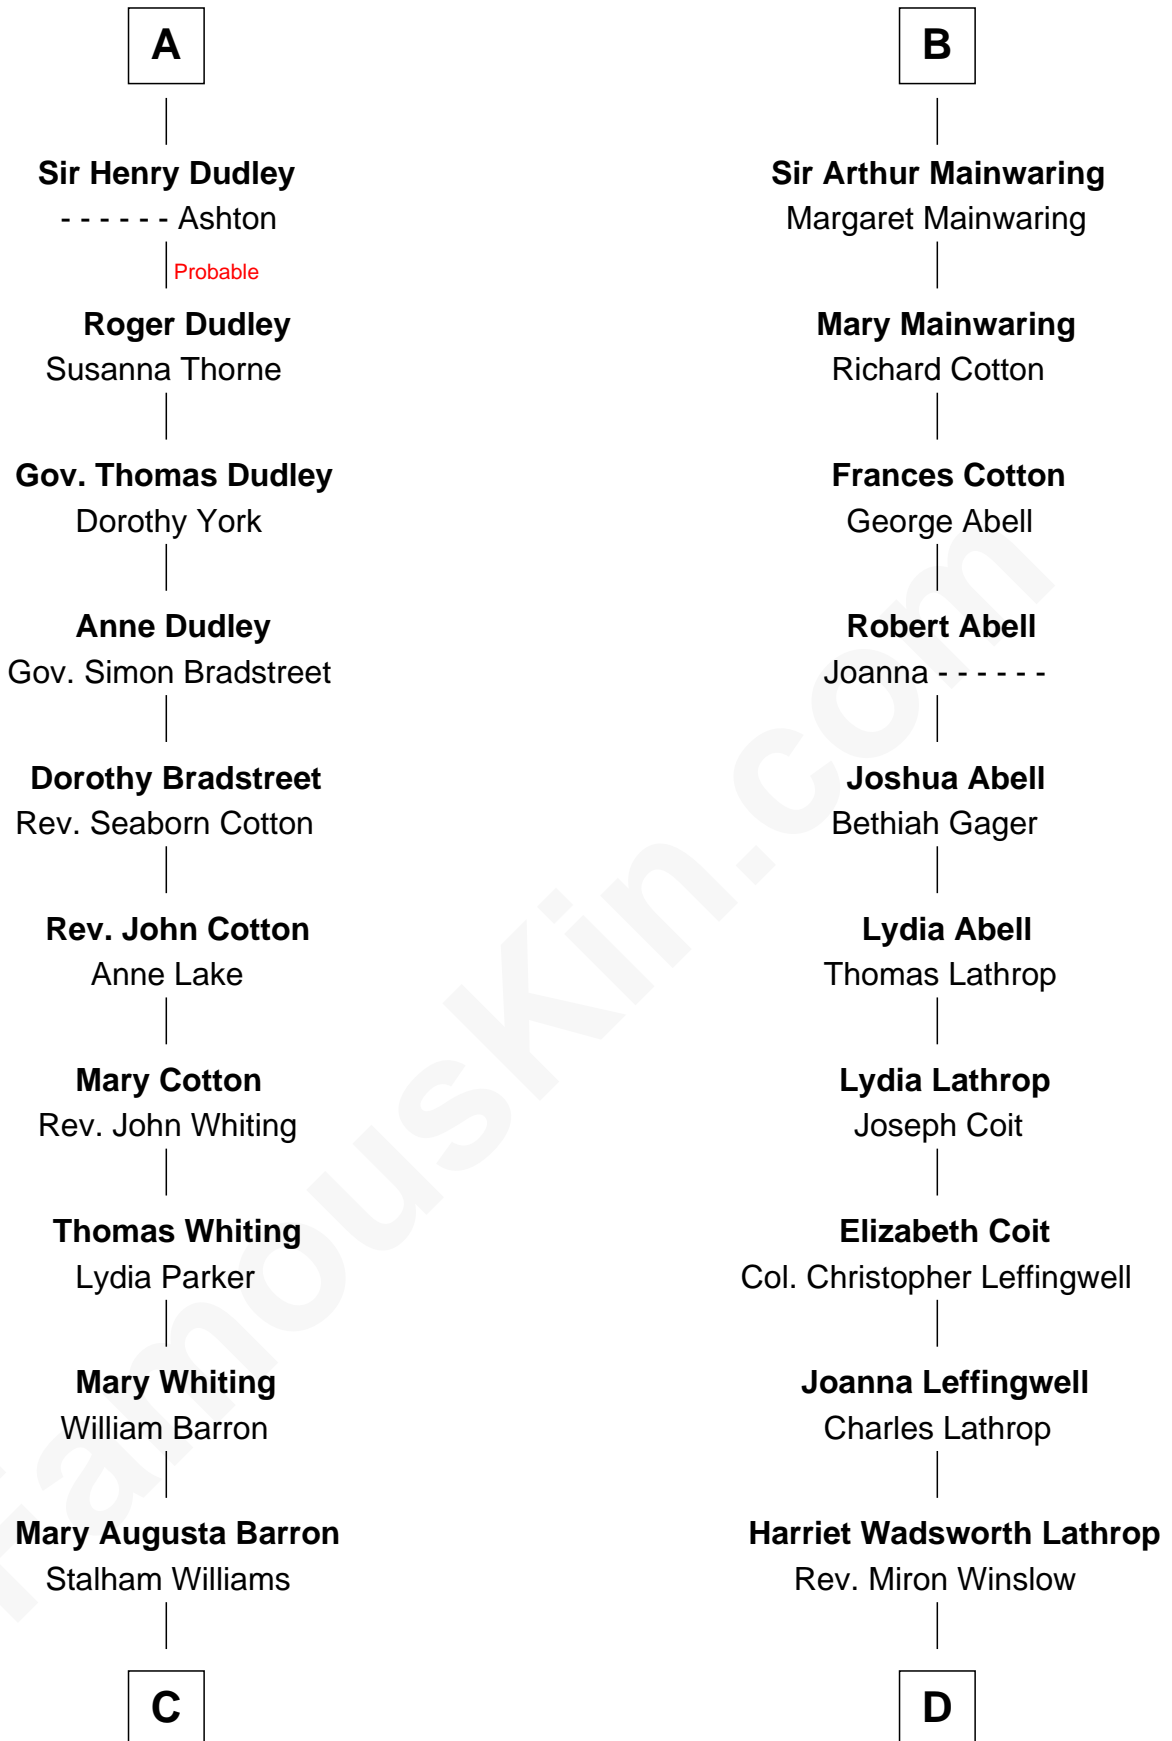 A
Sir Henry Dudley
- - - - - - Ashton
Probable
Roger Dudley
Susanna Thorne
Gov. Thomas Dudley
Dorothy York
Anne Dudley
Gov. Simon Bradstreet
Dorothy Bradstreet
Rev. Seaborn Cotton
Rev. John Cotton
Anne Lake
Mary Cotton
Rev. John Whiting
Thomas Whiting
Lydia Parker
Mary Whiting
William Barron
Mary Augusta Barron
Stalham Williams
C
B
Sir Arthur Mainwaring
Margaret Mainwaring
Mary Mainwaring
Richard Cotton
Frances Cotton
George Abell
Robert Abell
Joanna - - - - - -
Joshua Abell
Bethiah Gager
Lydia Abell
Thomas Lathrop
Lydia Lathrop
Joseph Coit
Elizabeth Coit
Col. Christopher Leffingwell
Joanna Leffingwell
Charles Lathrop
Harriet Wadsworth Lathrop
Rev. Miron Winslow
D
FamousKin.com